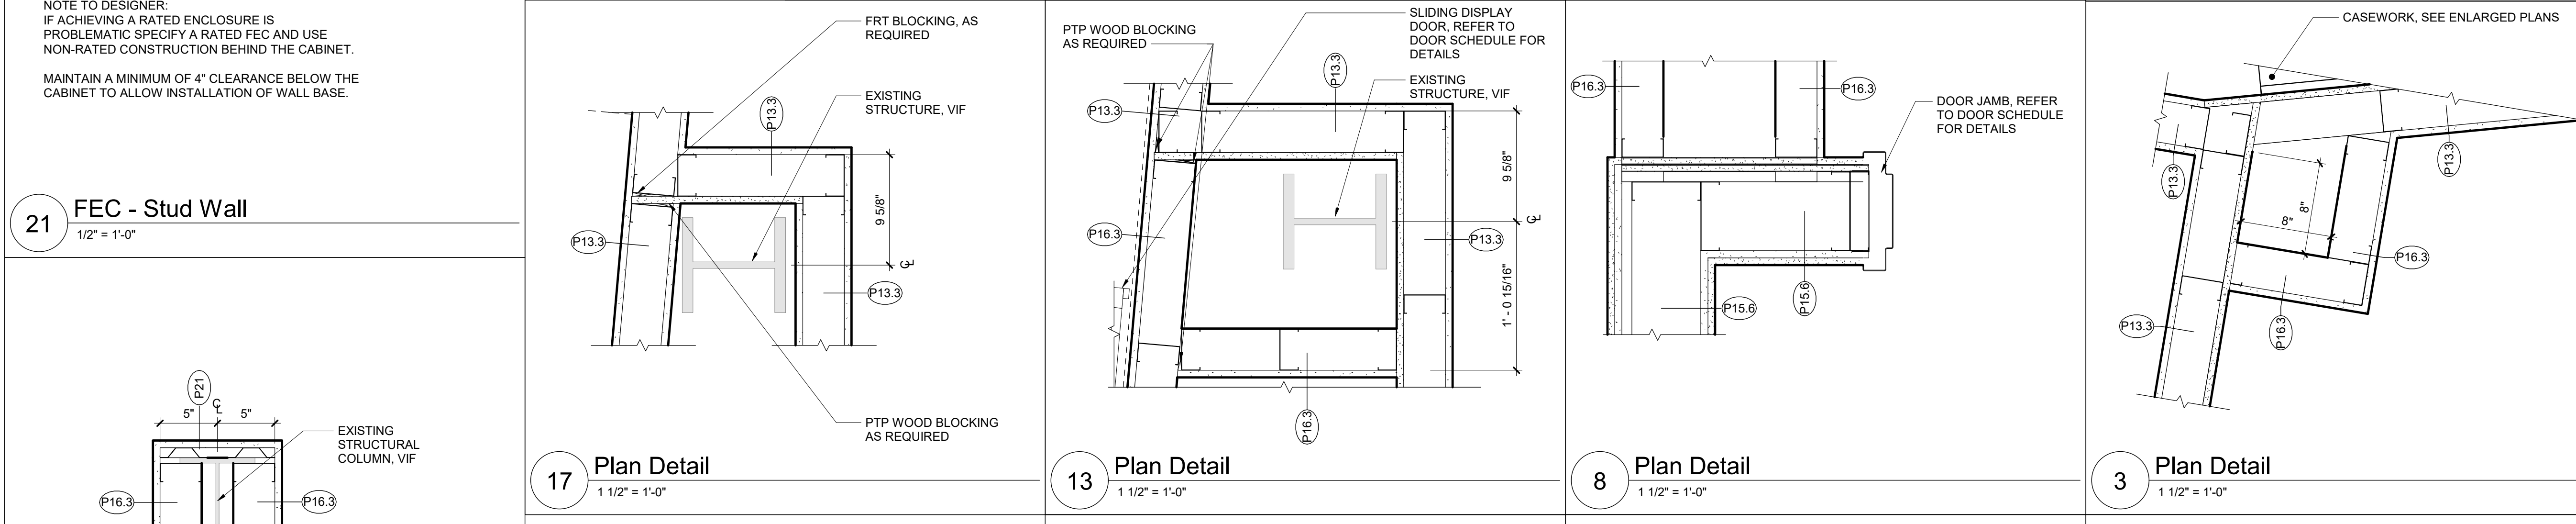 NOTE TO DESIGNER:
IF ACHIEVING A RATED ENCLOSURE IS
PROBLEMATIC SPECIFY A RATED FEC AND USE
NON-RATED CONSTRUCTION BEHIND THE CABINET.
MAINTAIN A MINIMUM OF 4" CLEARANCE BELOW THE
CABINET TO ALLOW INSTALLATION OF WALL BASE.
21
FEC - Stud Wall
1/2" = 1'-0"
P21
5"
CL
5"
EXISTING
STRUCTURAL
COLUMN, VIF
P16.3
P16.3
FRT BLOCKING, AS
REQUIRED
P13.3
EXISTING
STRUCTURE, VIF
9 5/8"
CL
P13.3
P13.3
PTP WOOD BLOCKING
AS REQUIRED
17
Plan Detail
1 1/2" = 1'-0"
PTP WOOD BLOCKING
AS REQUIRED
SLIDING DISPLAY
DOOR, REFER TO
DOOR SCHEDULE FOR
DETAILS
P13.3
EXISTING
STRUCTURE, VIF
P13.3
9 5/8"
CL
P16.3
P13.3
1' - 0 15/16"
P16.3
13
Plan Detail
1 1/2" = 1'-0"
P16.3
P16.3
DOOR JAMB, REFER
TO DOOR SCHEDULE
FOR DETAILS
P15.6
P15.6
8
Plan Detail
1 1/2" = 1'-0"
CASEWORK, SEE ENLARGED PLANS
P13.3
P13.3
8"
8"
P16.3
P13.3
P16.3
3
Plan Detail
1 1/2" = 1'-0"